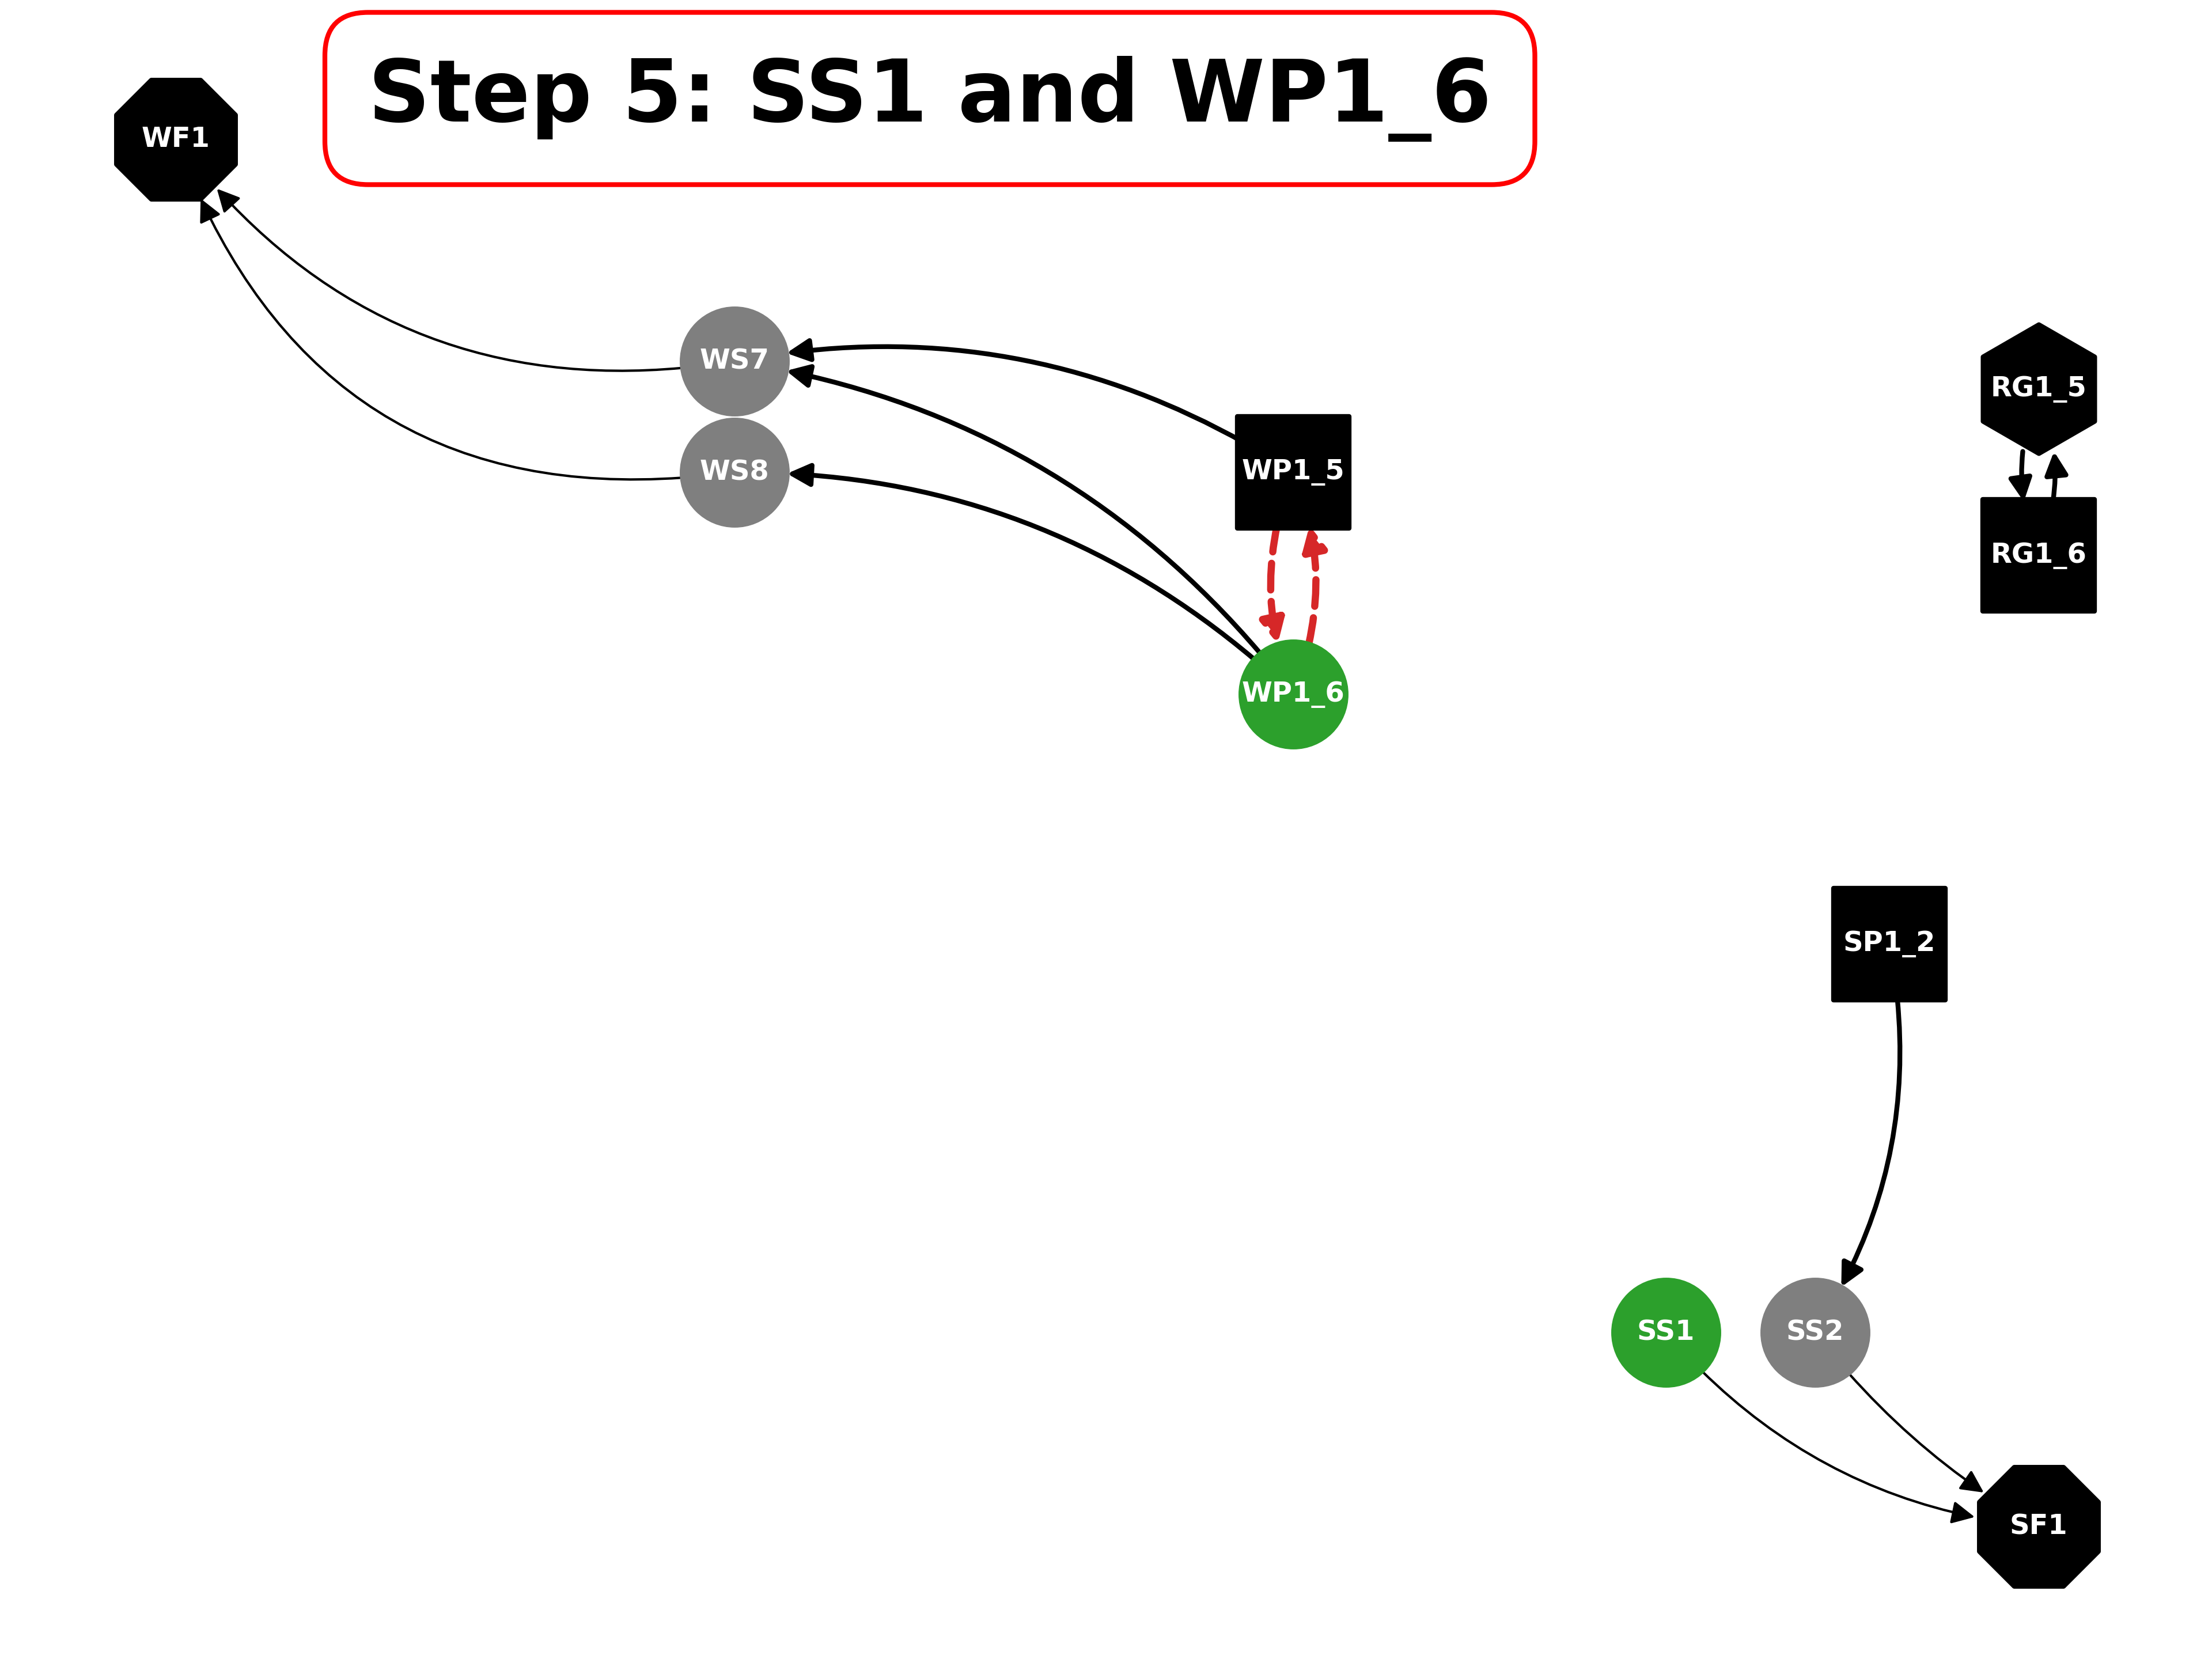 Step 5: SS1 and WP1_6
WF1
WS7
RG1_5
WS8
WP1_5
RG1_6
WP1_6
SP1_2
SS1
SS2
SF1